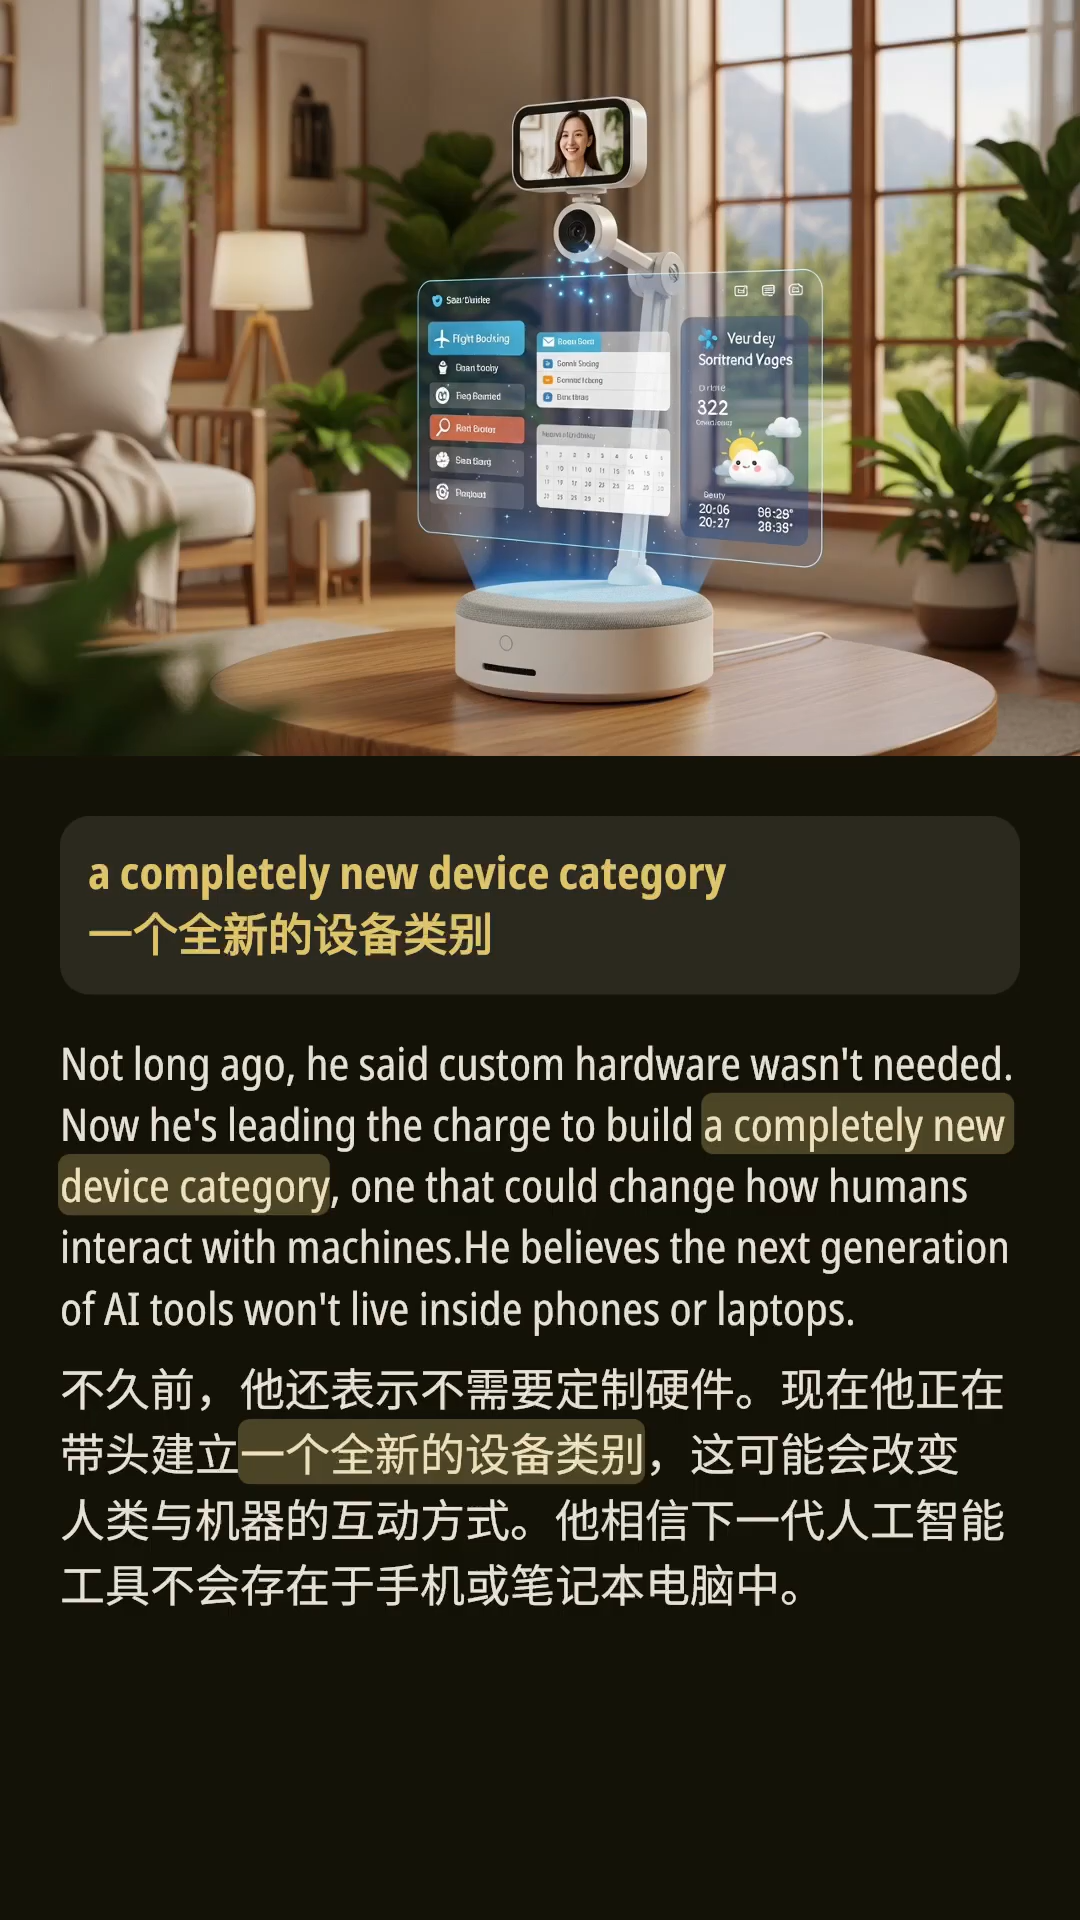 Flight Booking
Yourday
Soritrend Vages
322
20:06
20:27
a completely new device category
一个全新的设备类别
Not long ago, he said custom hardware wasn't needed.
Now he's leading the charge to build a completely new
device category, one that could change how humans
interact with machines.He believes the next generation
of AI tools won't live inside phones or laptops.
不久前，他还表示不需要定制硬件。现在他正在
带头建立一个全新的设备类别，这可能会改变
人类与机器的互动方式。他相信下一代人工智能
工具不会存在于手机或笔记本电脑中。